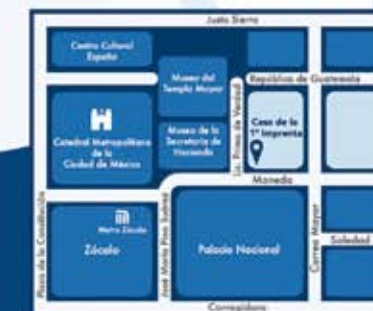 Justo Sierra
Centro Cultural
España
Museo del
Templo Mayor
República de Guatemala
Lic. Primo de Verdad
Casa de la
1ª Imprenta
Catedral Metropolitana
de la
Ciudad de México
Museo de la
Secretaría de
Hacienda
Moneda
Plaza de la Constitución
Metro Zócalo
Zócalo
José María Pino Suárez
Palacio Nacional
Correo Mayor
Soledad
Corregidora